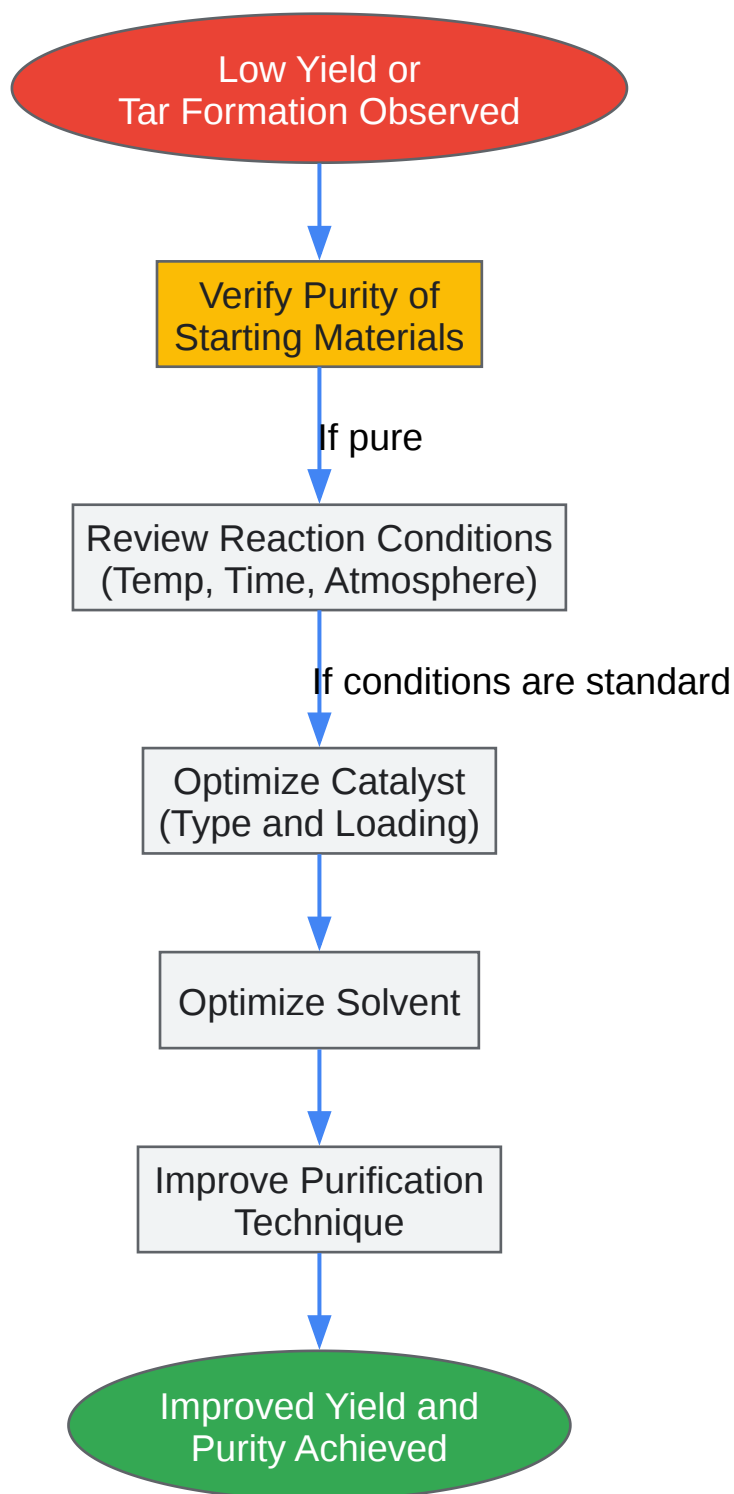 Low Yield or
Tar Formation Observed
Verify Purity of
Starting Materials
If pure
Review Reaction Conditions
(Temp, Time, Atmosphere)
If conditions are standard
Optimize Catalyst
(Type and Loading)
Optimize Solvent
Improve Purification
Technique
Improved Yield and
Purity Achieved